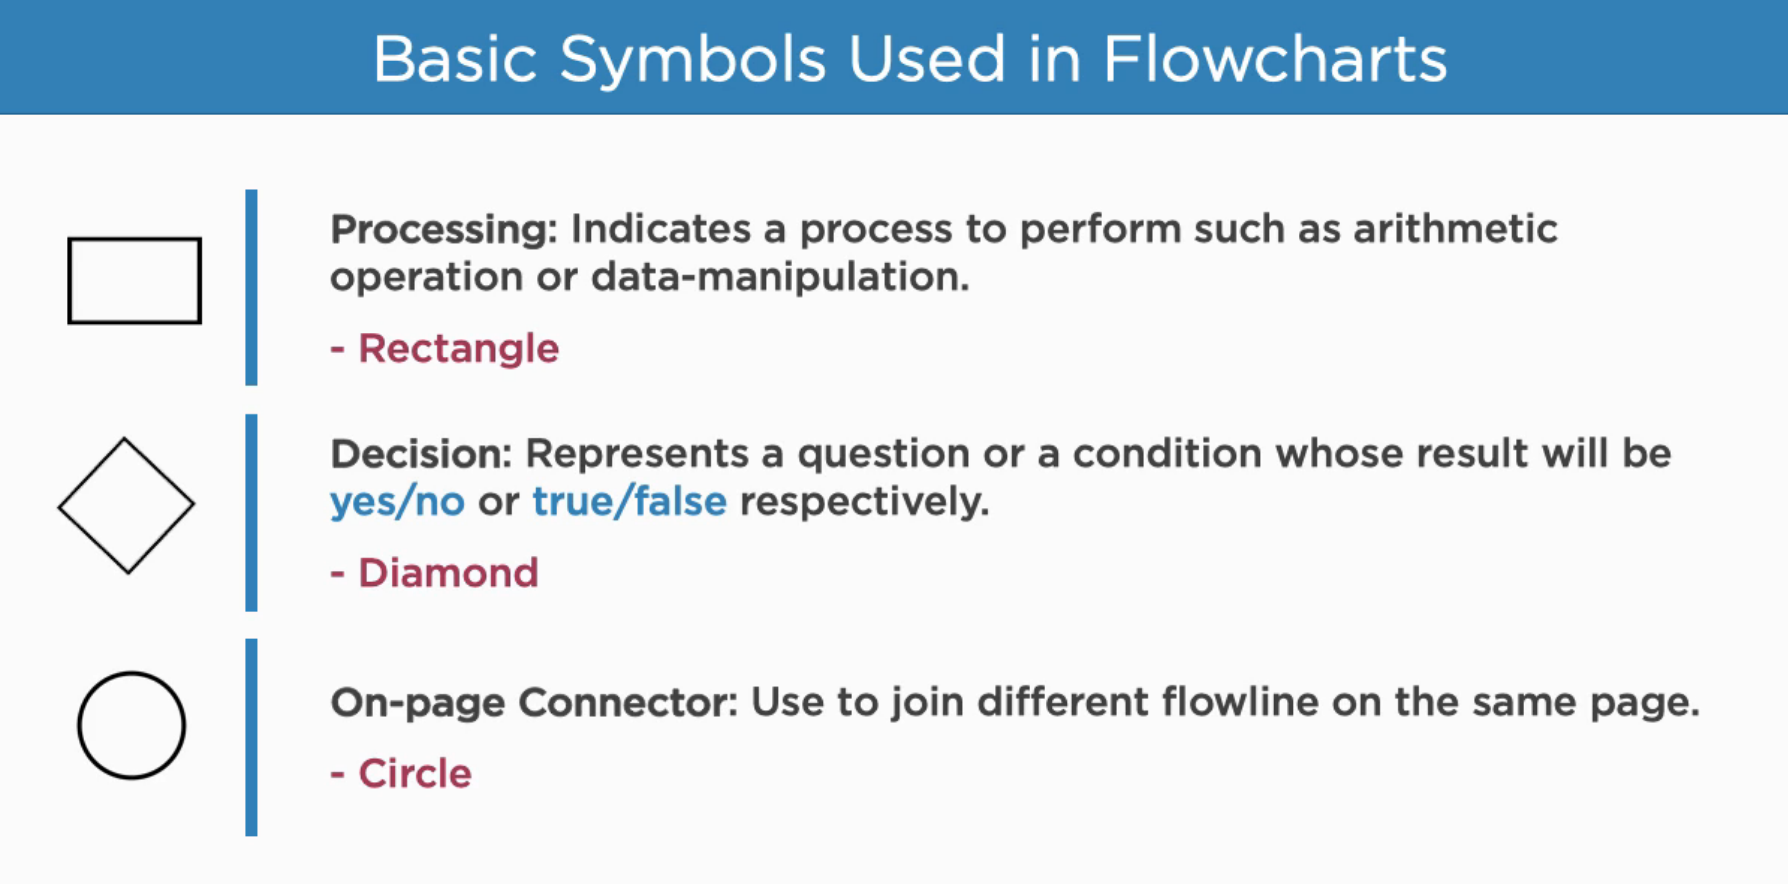 Basic Symbols Used in Flowcharts
Processing: Indicates a process to perform such as arithmetic
operation or data-manipulation.
- Rectangle
Decision: Represents a question or a condition whose result will be
yes/no or true/false respectively.
- Diamond
On-page Connector: Use to join different flowline on the same page.
- Circle